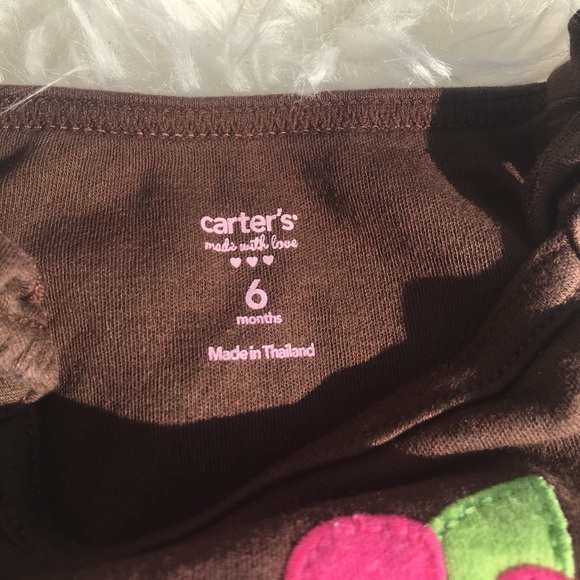 carter's
made with love
6
months
Made in Thailand